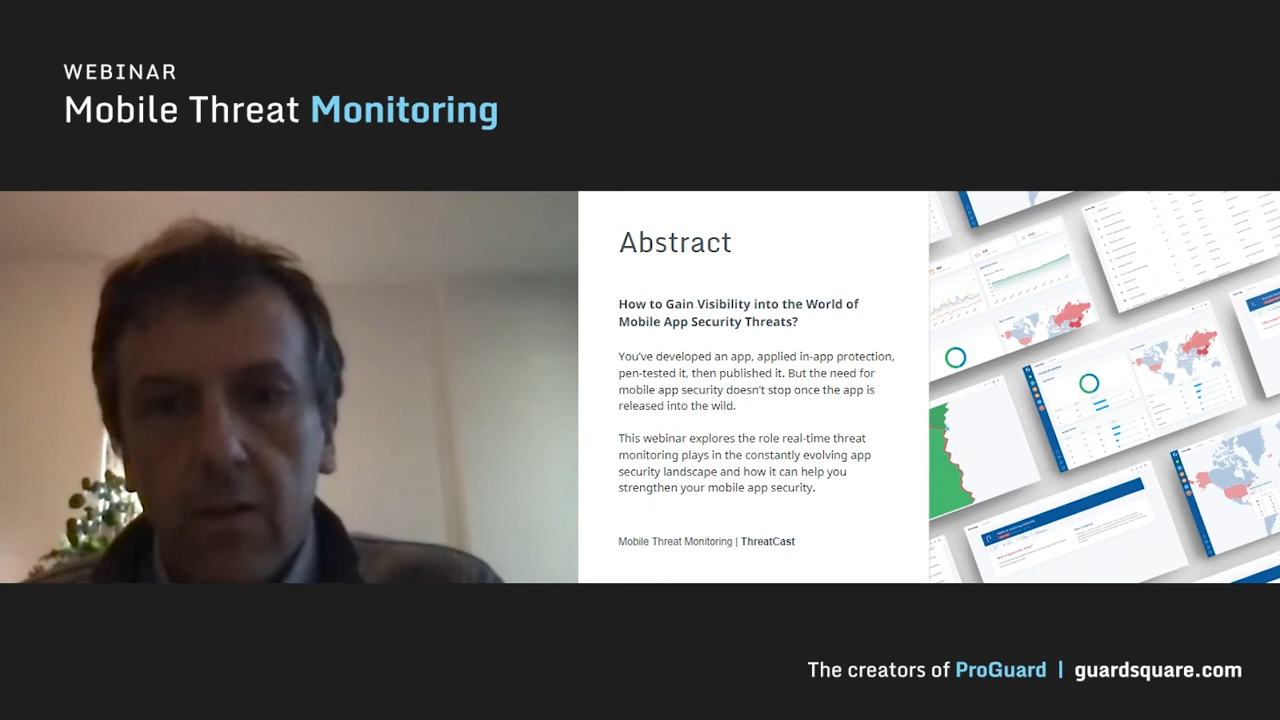 WEBINAR
Mobile Threat Monitoring
Abstract
How to Gain Visibility into the World of
Mobile App Security Threats?
You've developed an app, applied in-app protection,
pen-tested it, then published it. But the need for
mobile app security doesn't stop once the app is
released into the wild.
This webinar explores the role real-time threat
monitoring plays in the constantly evolving app
security landscape and how it can help you
strengthen your mobile app security.
Mobile Threat Monitoring | ThreatCast
The creators of ProGuard | guardsquare.com